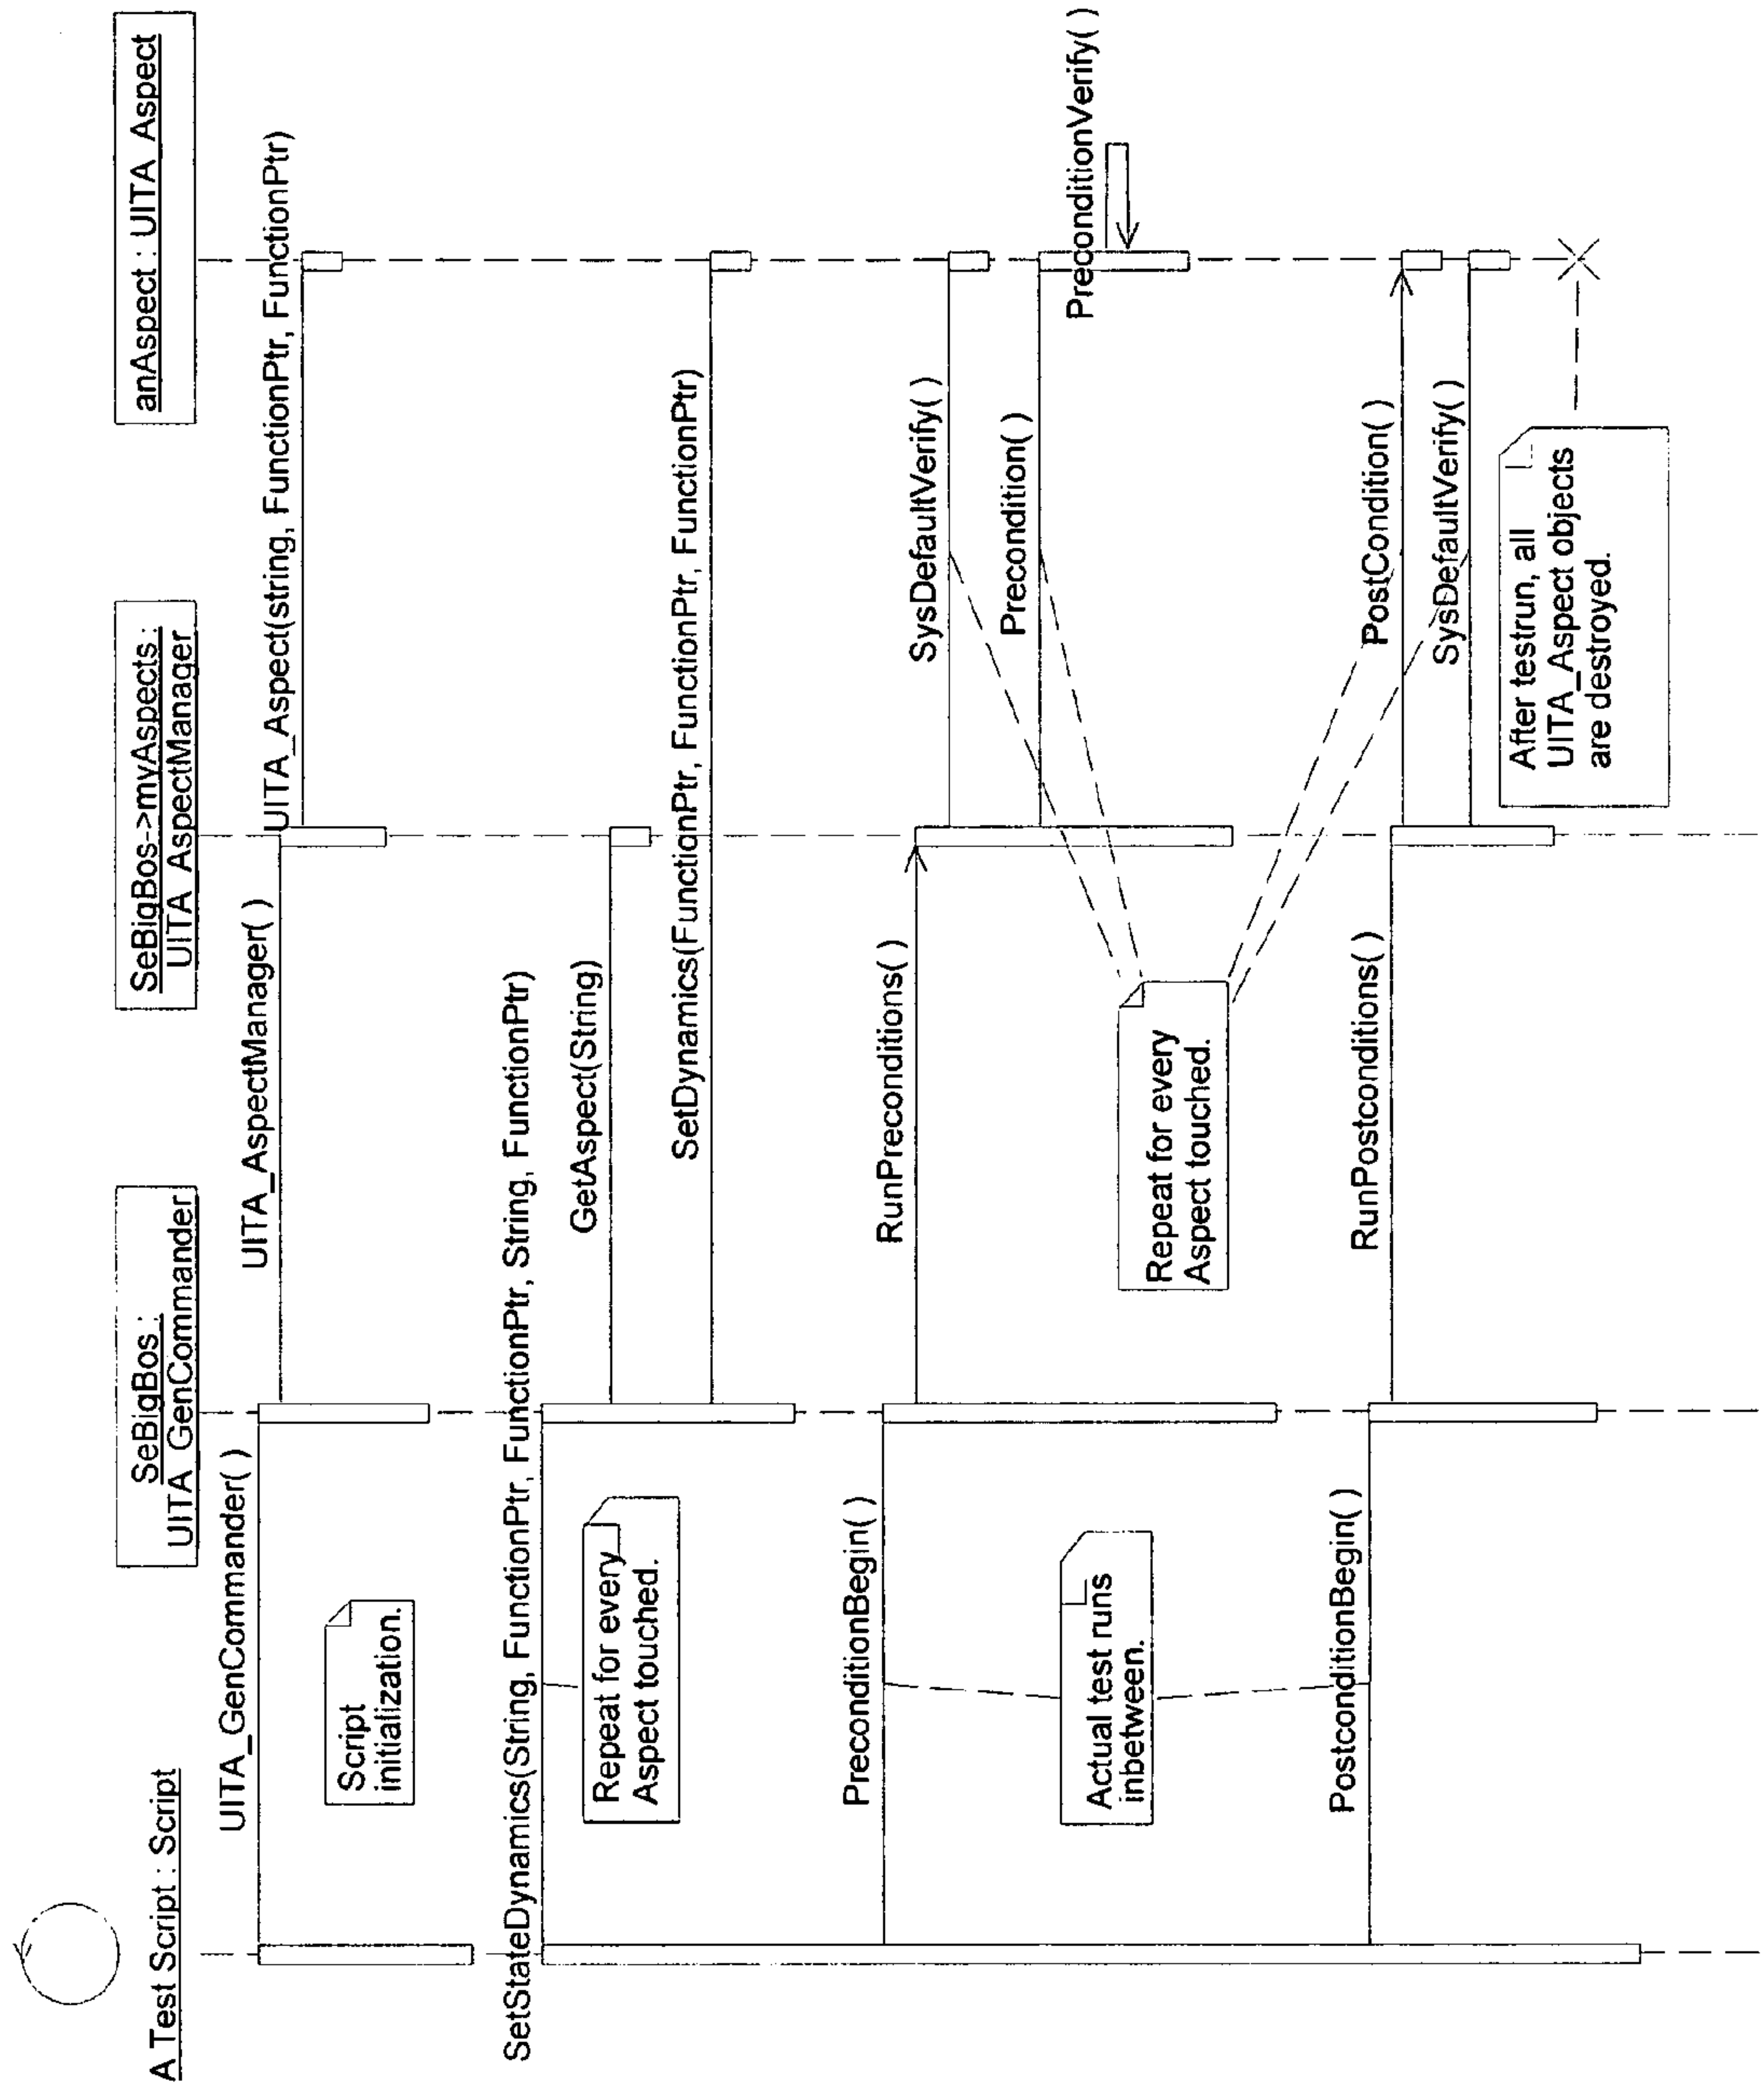 A Test Script : Script
SeBigBos :
UITA_GenCommander
SeBigBos->myAspects :
UITA_AspectManager
anAspect : UITA_Aspect
UITA_GenCommander( )
UITA_AspectManager( )
UITA_Aspect(string, FunctionPtr, FunctionPtr)
Script
initialization.
SetStateDynamics(String, FunctionPtr, FunctionPtr, String, FunctionPtr)
Repeat for every
Aspect touched.
GetAspect(String)
SetDynamics(FunctionPtr, FunctionPtr, FunctionPtr)
PreconditionBegin( )
RunPreconditions( )
SysDefaultVerify( )
Precondition( )
PreconditionVerify( )
Actual test runs
inbetween.
Repeat for every
Aspect touched.
PostconditionBegin( )
RunPostconditions( )
PostCondition( )
SysDefaultVerify( )
After testrun, all
UITA_Aspect objects
are destroyed.